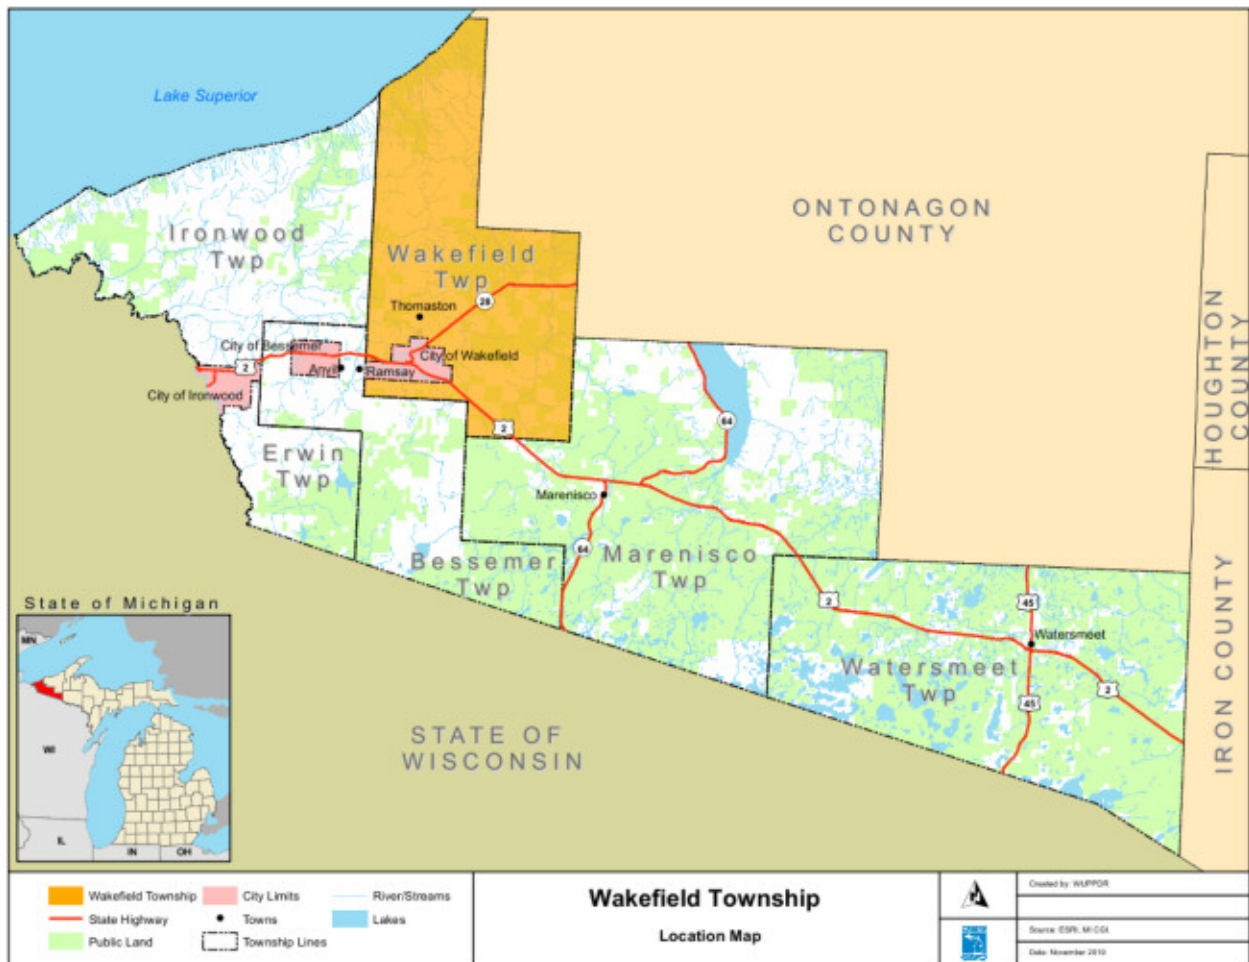 Lake Superior
ONTONAGON
COUNTY
Ironwood
Twp
Wakefield
Twp
Thomaston
28
City of Bessemer
City of Wakefield
2
Anvil
Ramsay
City of Ironwood
64
2
Erwin
Twp
Marenisco
HOUGHTON
COUNTY
64
Bessemer
Twp
Marenisco
Twp
2
45
Watersmeet
Watersmeet
Twp
2
45
IRON COUNTY
STATE OF
WISCONSIN
State of Michigan
MN
WI
IL
IN
OH
Wakefield Township
City Limits
River/Streams
State Highway
Towns
Lakes
Public Land
Township Lines
Wakefield Township
Location Map
Created by: WUPPDR
Source: ESRI, MI CGI,
Date: November 2019